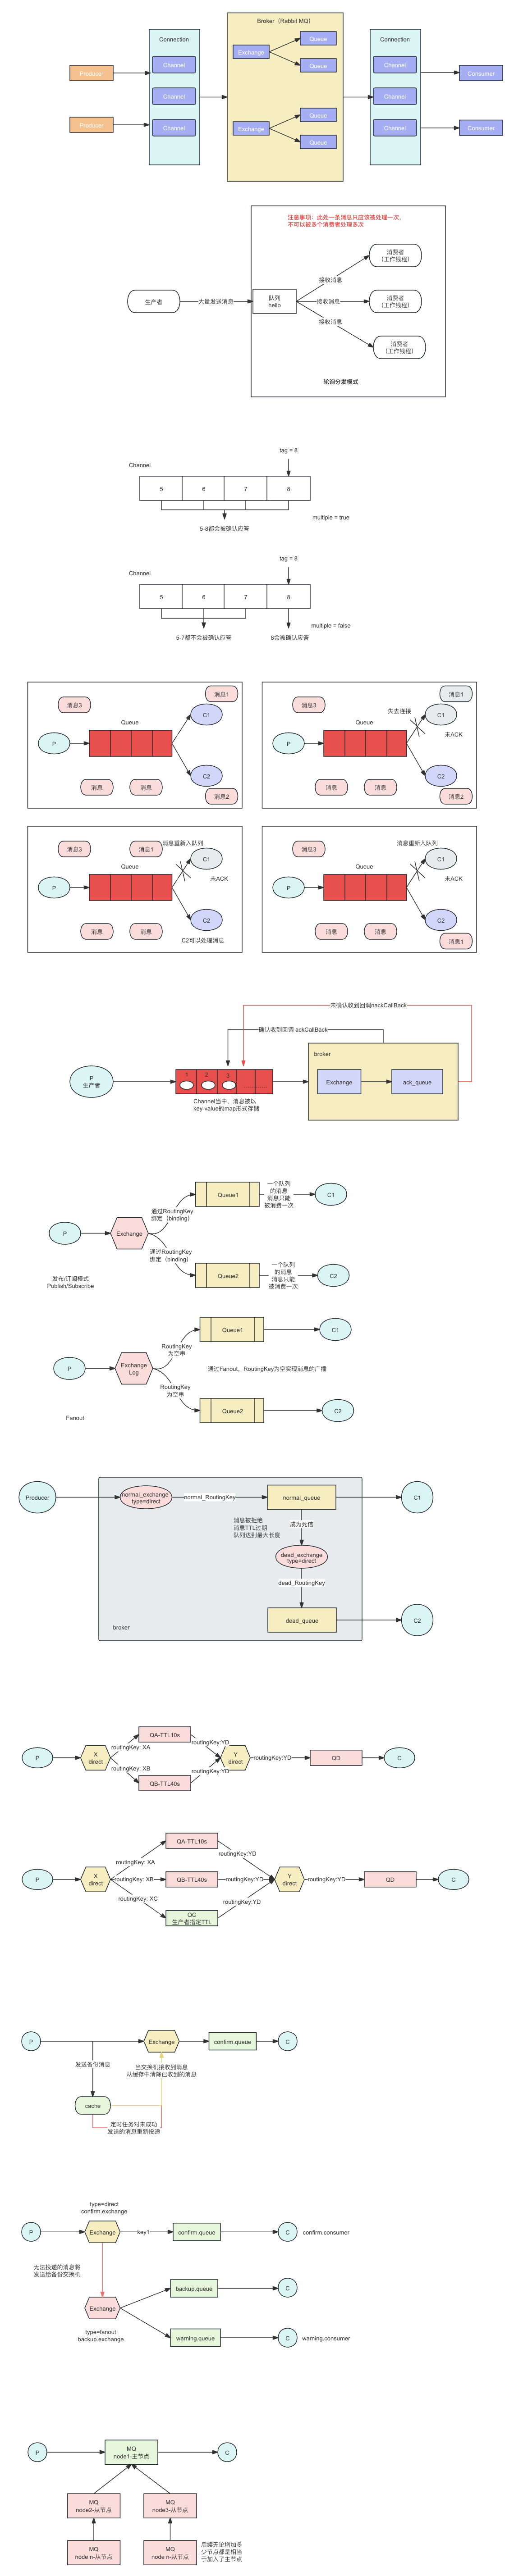 Broker（Rabbit MQ）
Connection
Connection
Queue
Exchange
Queue
Channel
Channel
Producer
Consumer
Channel
Channel
Queue
Producer
Channel
Exchange
Channel
Consumer
Queue
注意事项：此处一条消息只应该被处理一次，
不可以被多个消费者处理多次
消费者
（工作线程）
接收消息
生产者
大量发送消息
队列
hello
接收消息
消费者
（工作线程）
接收消息
消费者
（工作线程）
轮询分发模式
tag = 8
Channel
5
6
7
8
multiple = true
5-8都会被确认应答
tag = 8
Channel
5
6
7
8
multiple = false
5-7都不会被确认应答
8会被确认应答
消息1
消息3
C1
Queue
P
C2
消息
消息
消息2
消息1
消息3
失去连接
C1
Queue
未ACK
P
C2
消息
消息
消息2
消息3
消息1
消息重新入队列
C1
Queue
未ACK
P
C2
消息
消息
C2可以处理消息
消息3
消息重新入队列
C1
Queue
未ACK
P
C2
消息
消息
消息1
未确认收到回调nackCallBack
确认收到回调 ackCallBack
broker
P
生产者
1
2
3
......
Exchange
ack_queue
Channel当中，消息被以
key-value的map形式存储
Queue1
一个队列
的消息
消息只能
被消费一次
C1
通过RoutingKey
绑定（binding）
P
Exchange
通过RoutingKey
绑定（binding）
Queue2
一个队列
的消息
消息只能
被消费一次
C2
发布/订阅模式
Publish/Subscribe
Queue1
C1
RoutingKey
为空串
P
Exchange
Log
通过Fanout，RoutingKey为空实现消息的广播
RoutingKey
为空串
Queue2
C2
Fanout
Producer
normal_exchange
type=direct
normal_RoutingKey
normal_queue
C1
消息被拒绝
消息TTL过期
队列达到最大长度
成为死信
dead_exchange
type=direct
dead_RoutingKey
dead_queue
C2
broker
QA-TTL10s
routingKey: XA
routingKey:YD
P
X
direct
Y
direct
routingKey:YD
QD
C
routingKey: XB
routingKey:YD
QB-TTL40s
QA-TTL10s
routingKey:YD
routingKey: XA
P
X
direct
routingKey: XB
QB-TTL40s
routingKey:YD
Y
direct
routingKey:YD
QD
C
routingKey: XC
routingKey:YD
QC
生产者指定TTL
P
Exchange
confirm.queue
C
发送备份消息
当交换机接收到消息
从缓存中清除已收到的消息
cache
定时任务对未成功
发送的消息重新投递
type=direct
confirm.exchange
P
Exchange
key1
confirm.queue
C
confirm.consumer
无法投递的消息将
发送给备份交换机
backup.queue
C
Exchange
type=fanout
backup.exchange
warning.queue
C
warning.consumer
P
MQ
node1-主节点
C
MQ
node2-从节点
MQ
node3-从节点
MQ
node n-从节点
MQ
node n-从节点
后续无论增加多
少节点都是相当
于加入了主节点